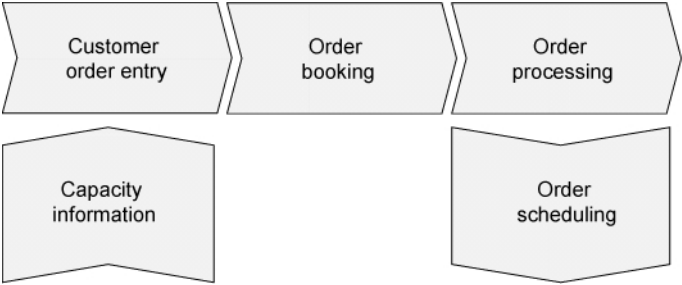 Customer
order entry
Order
booking
Order
processing
Capacity
information
Order
scheduling